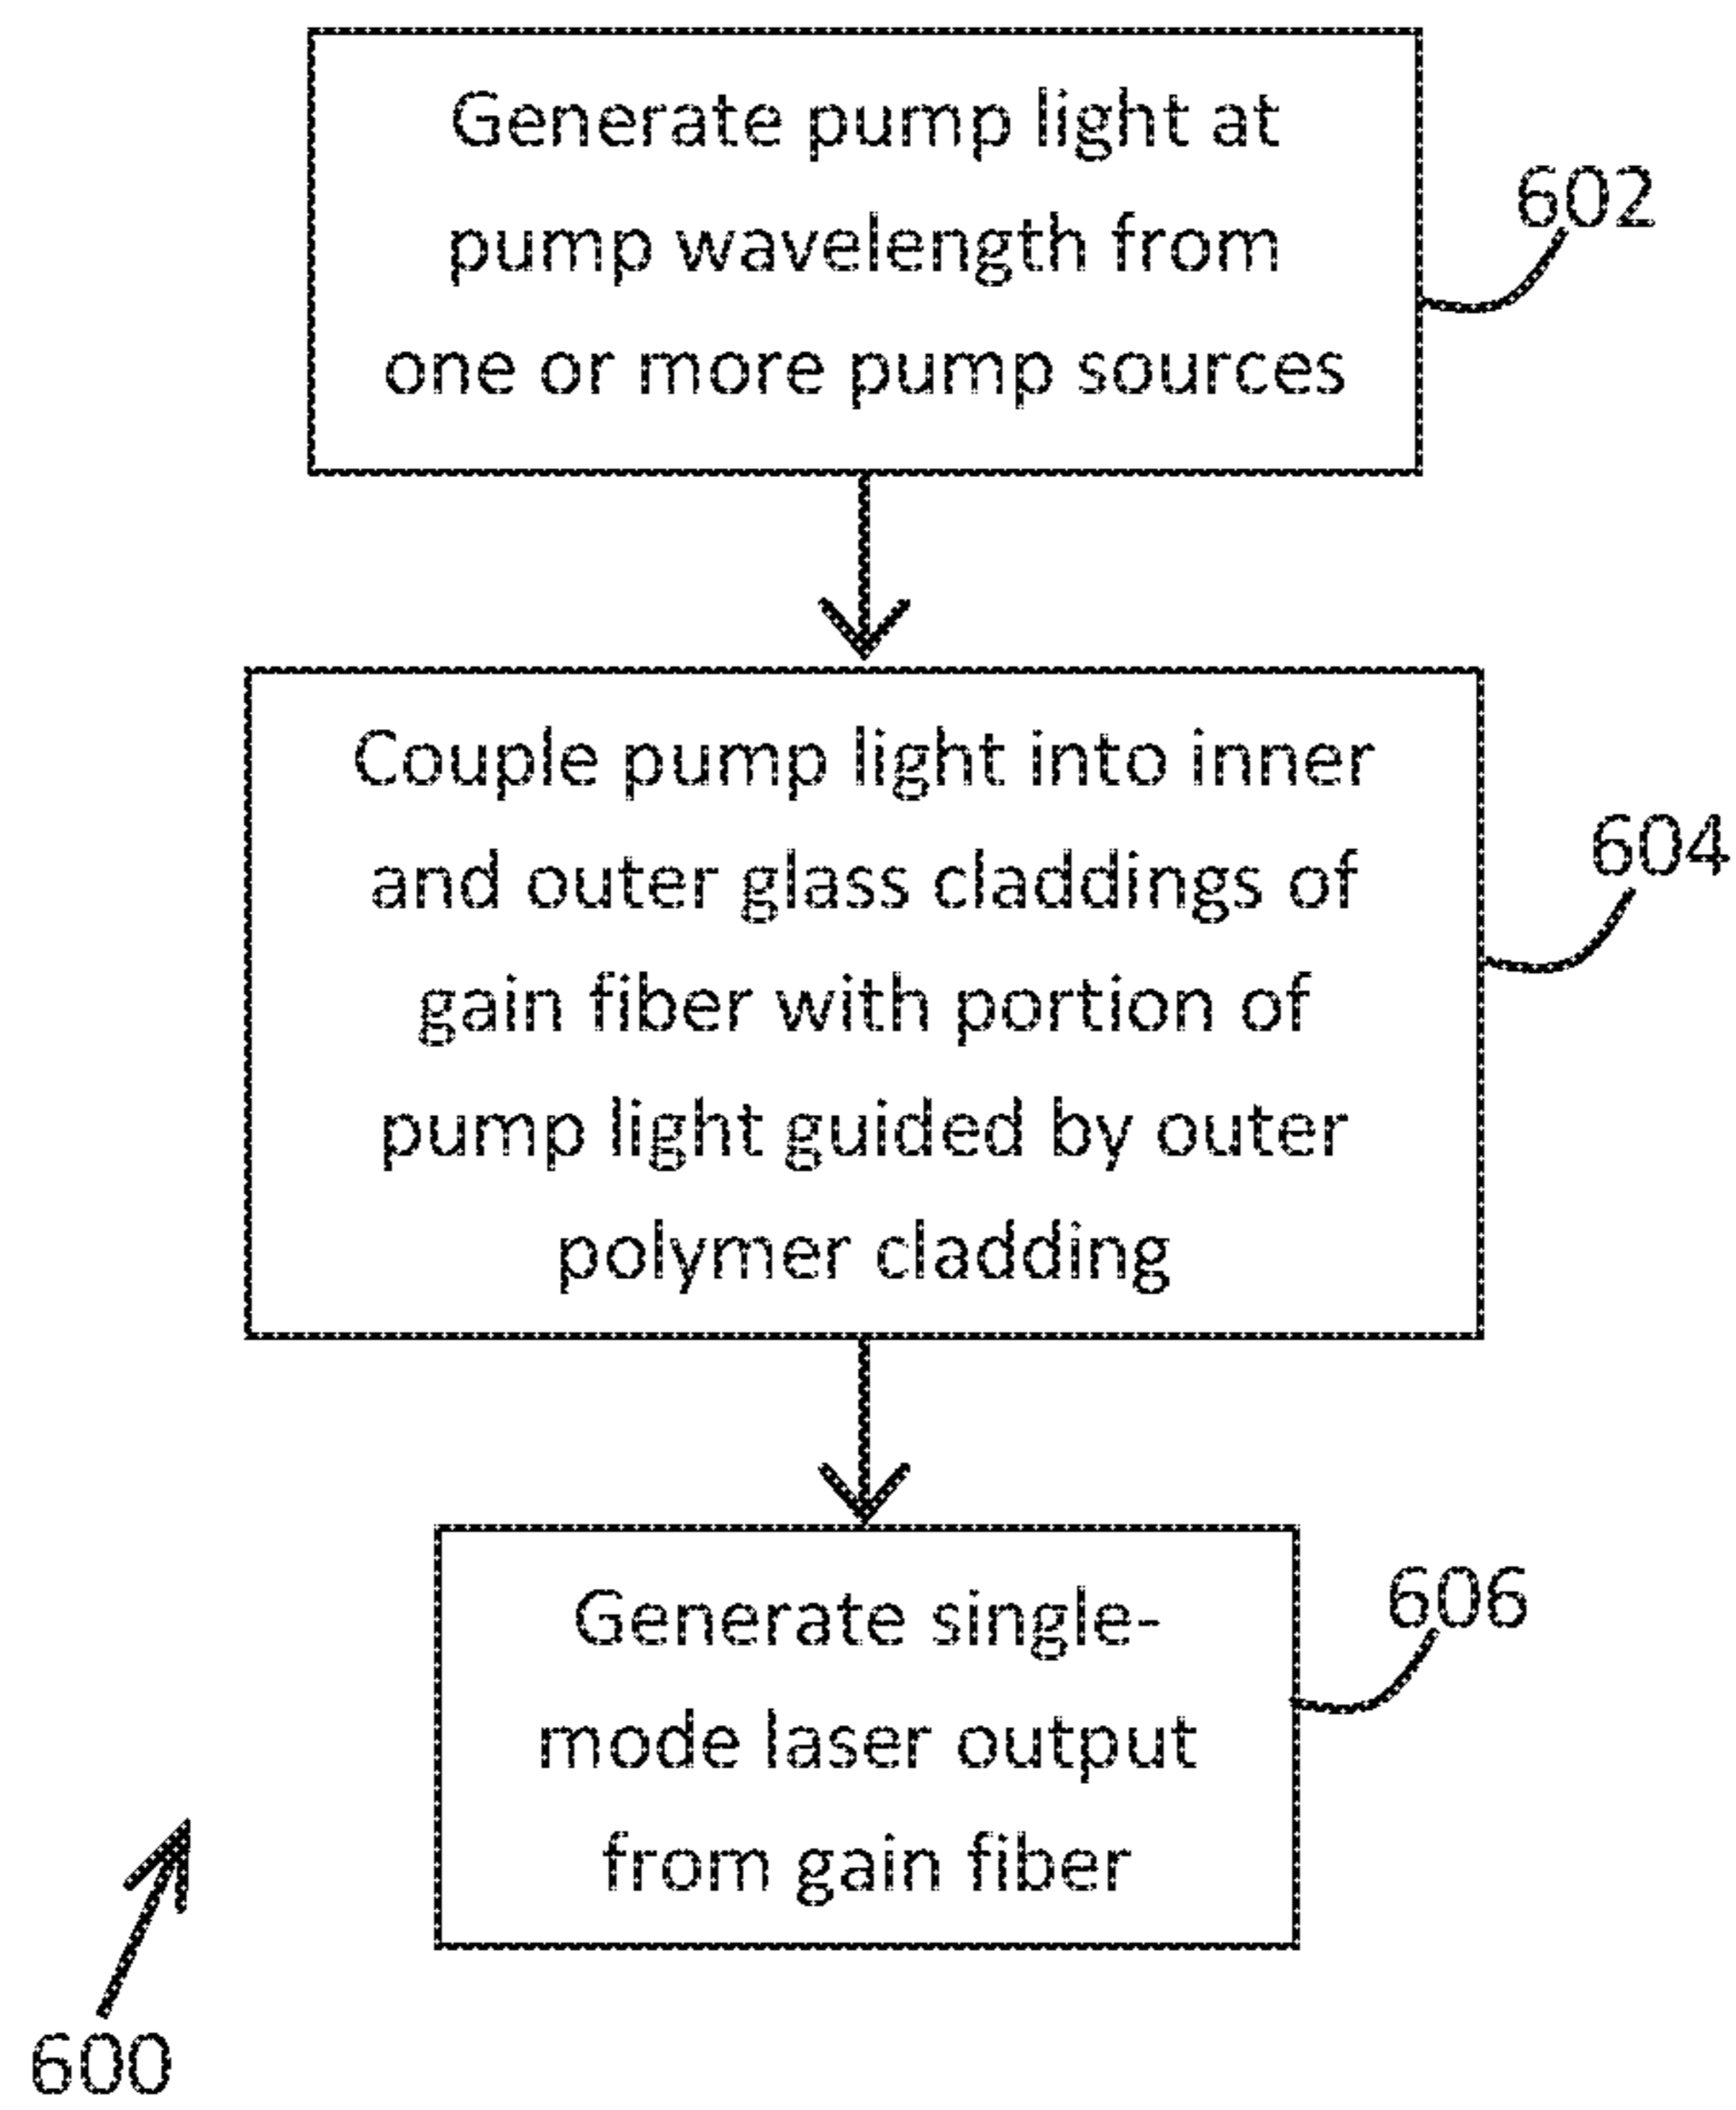 Generate pump light at
pump wavelength from
one or more pump sources
602
Couple pump light into inner
and outer glass claddings of
gain fiber with portion of
pump light guided by outer
polymer cladding
604
Generate single-
mode laser output
from gain fiber
606
600